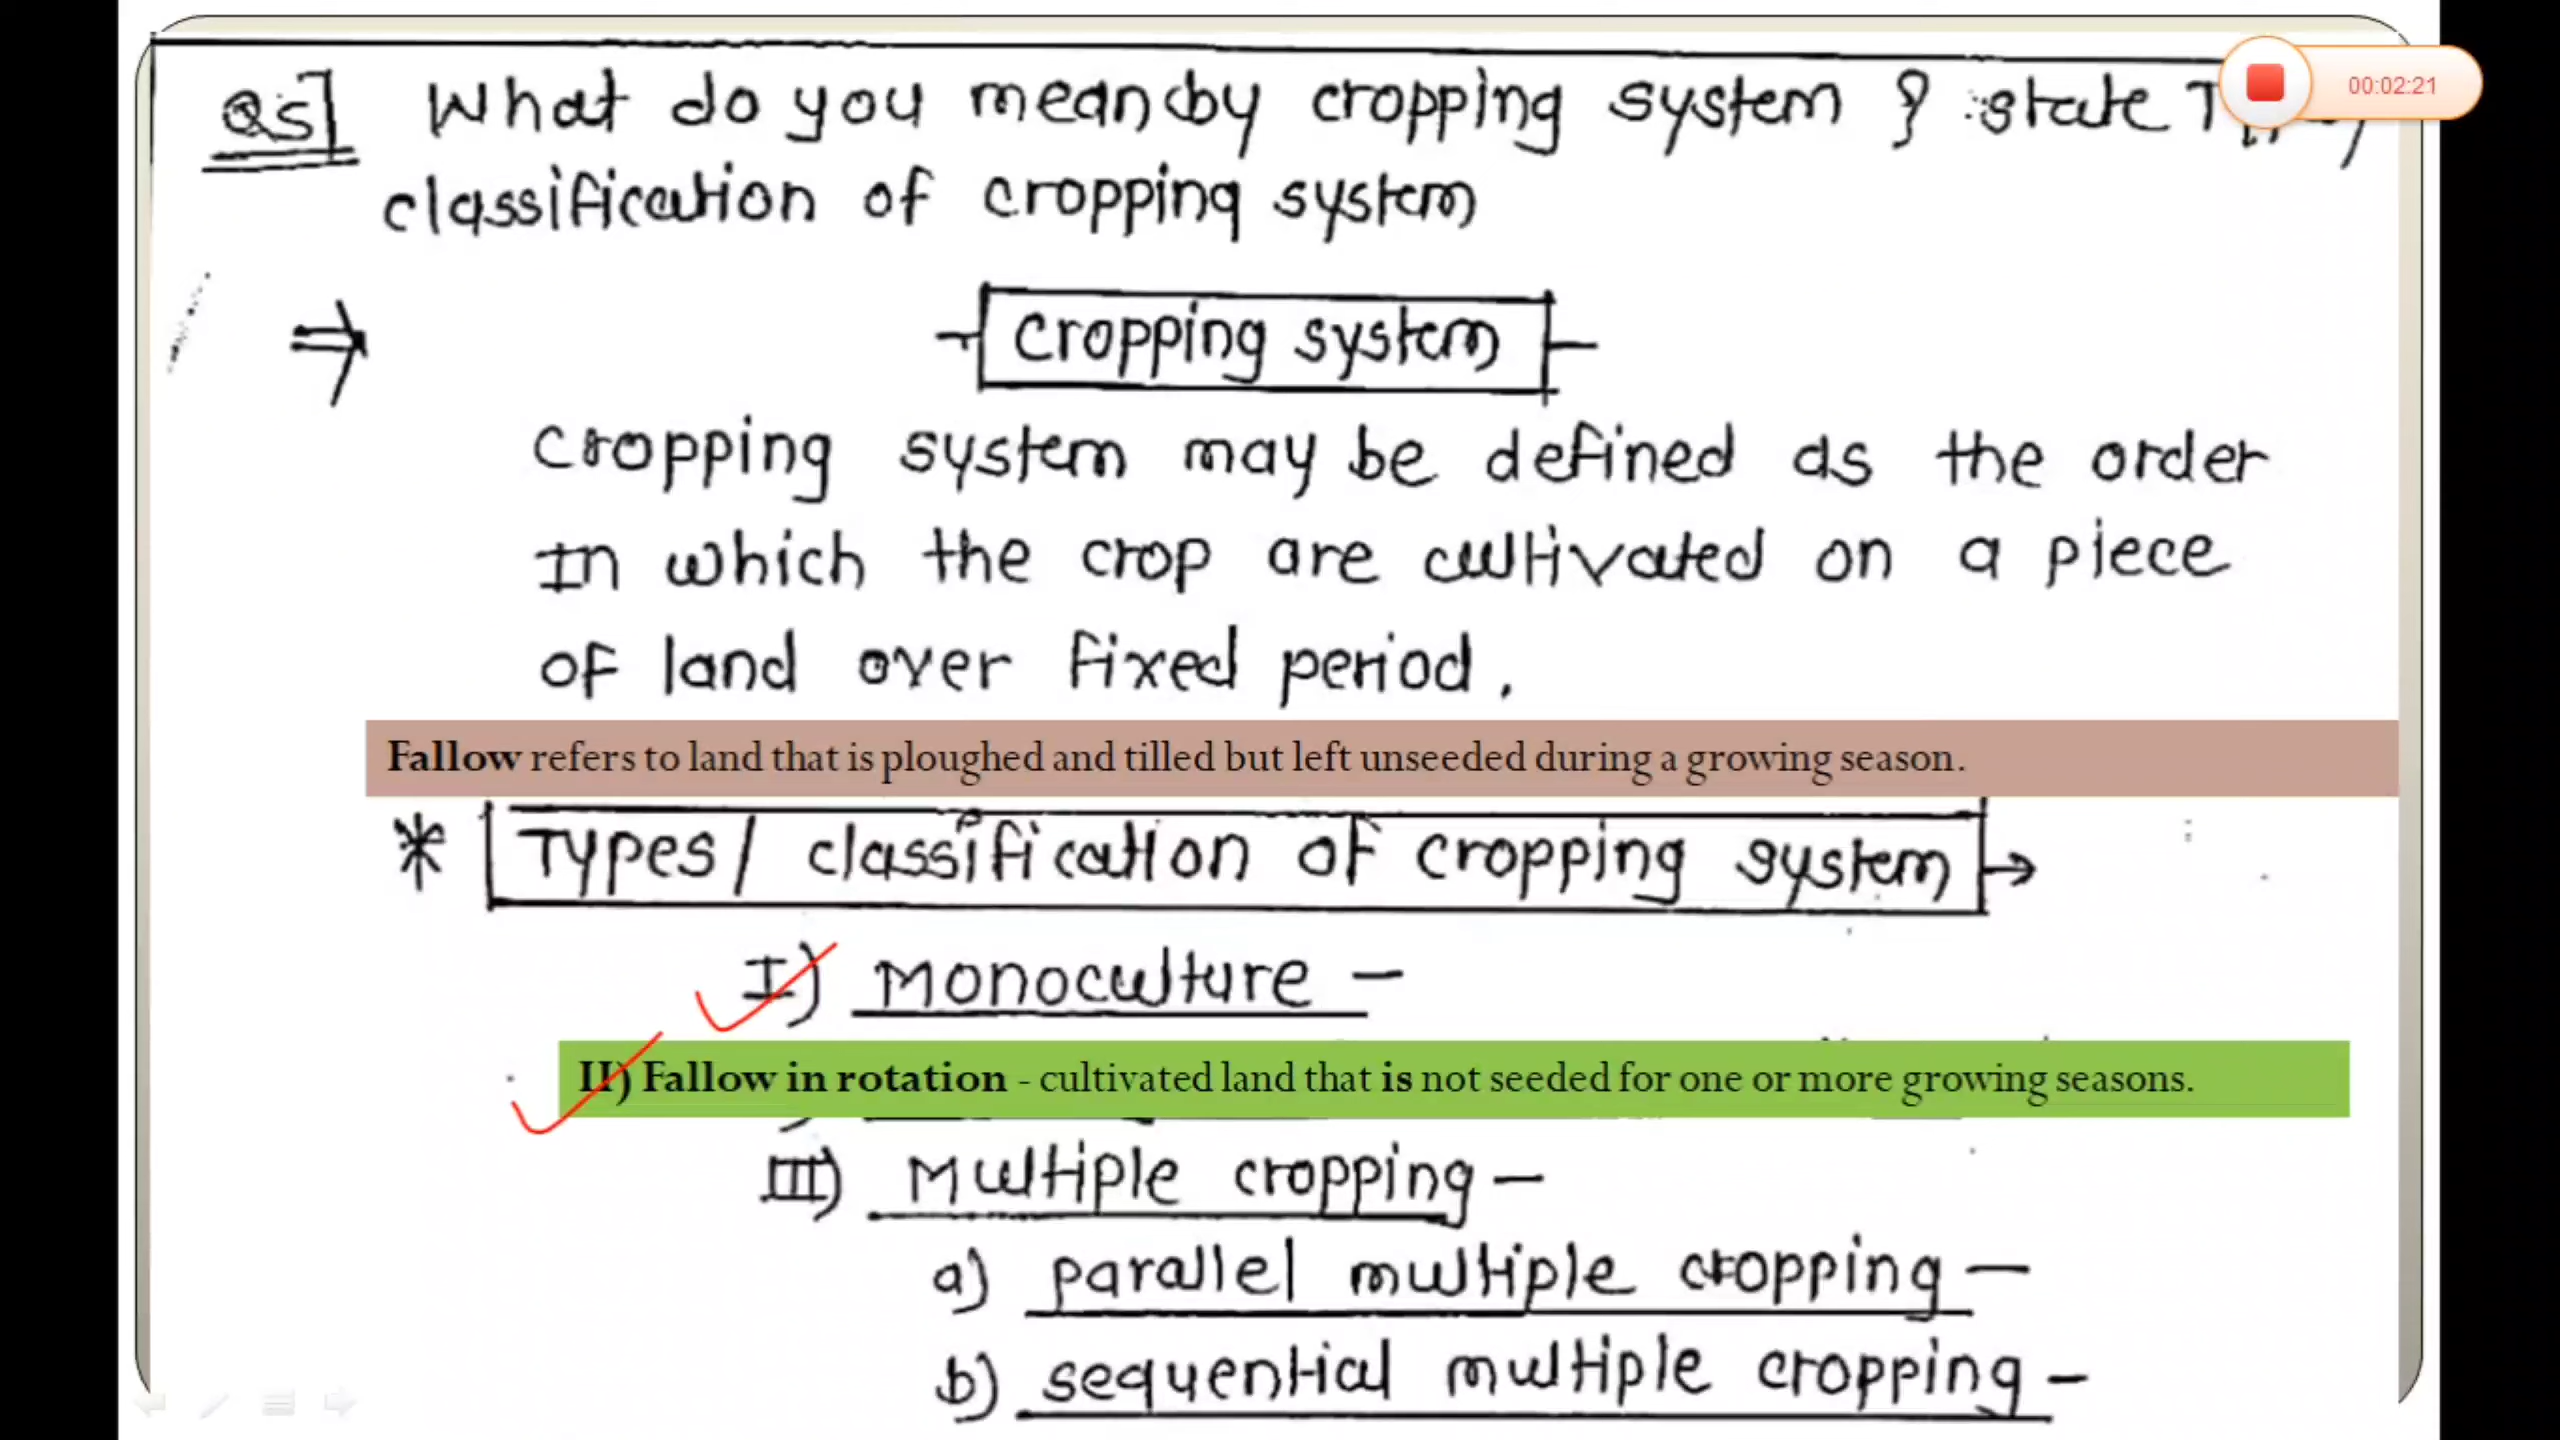 Qs] What do you mean by cropping system ? state
00:02:21
classification of cropping system
⇒ cropping system
cropping system may be defined as the order
In which the crop are cultivated on a piece
of land over fixed period.
Fallow refers to land that is ploughed and tilled but left unseeded during a growing season.
* Types / classification of cropping system →
I) Monoculture –
II) Fallow in rotation - cultivated land that is not seeded for one or more growing seasons.
III) Multiple cropping –
a) parallel multiple cropping –
b) sequential multiple cropping –